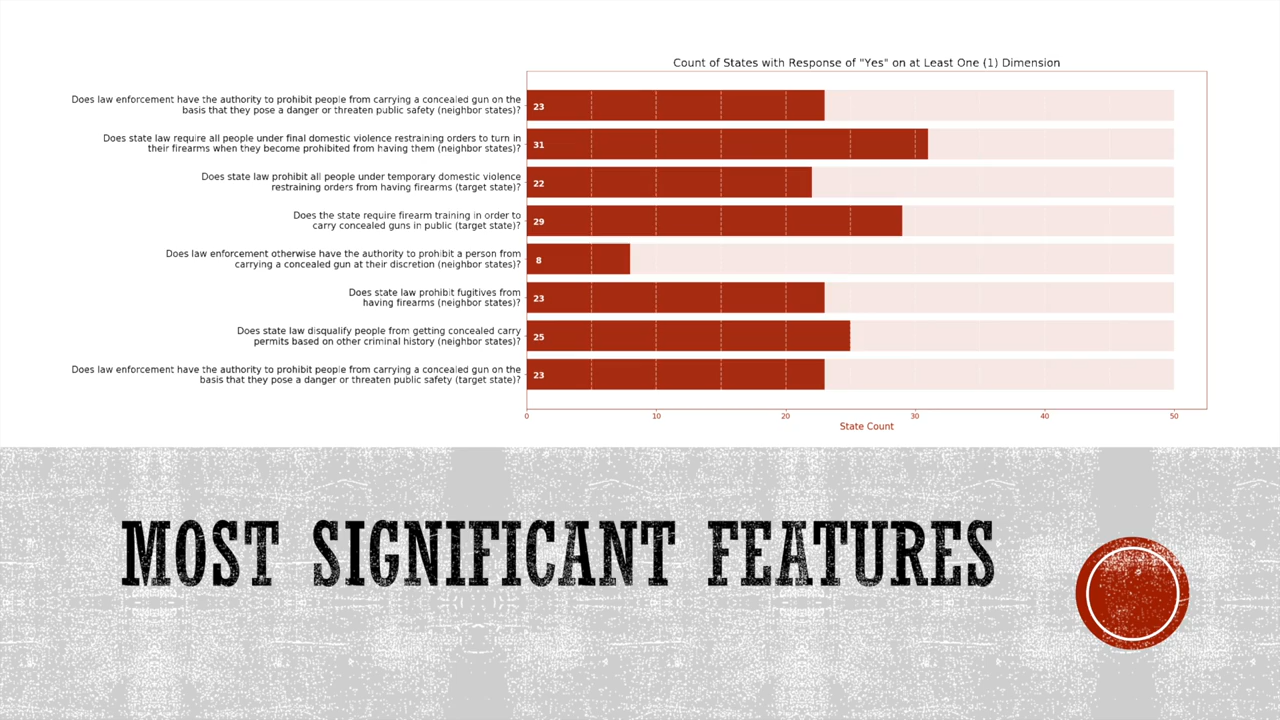 Count of States with Response of "Yes" on at Least One (1) Dimension
Does law enforcement have the authority to prohibit people from carrying a concealed gun on the
basis that they pose a danger or threaten public safety (neighbor states)?
23
Does state law require all people under final domestic violence restraining orders to turn in
their firearms when they become prohibited from having them (neighbor states)?
31
Does state law prohibit all people under temporary domestic violence
restraining orders from having firearms (target state)?
22
Does the state require firearm training in order to
carry concealed guns in public (target state)?
29
Does law enforcement otherwise have the authority to prohibit a person from
carrying a concealed gun at their discretion (neighbor states)?
8
Does state law prohibit fugitives from
having firearms (neighbor states)?
23
Does state law disqualify people from getting concealed carry
permits based on other criminal history (neighbor states)?
25
Does law enforcement have the authority to prohibit people from carrying a concealed gun on the
basis that they pose a danger or threaten public safety (target state)?
23
0 10 20 30 40 50
State Count
MOST SIGNIFICANT FEATURES